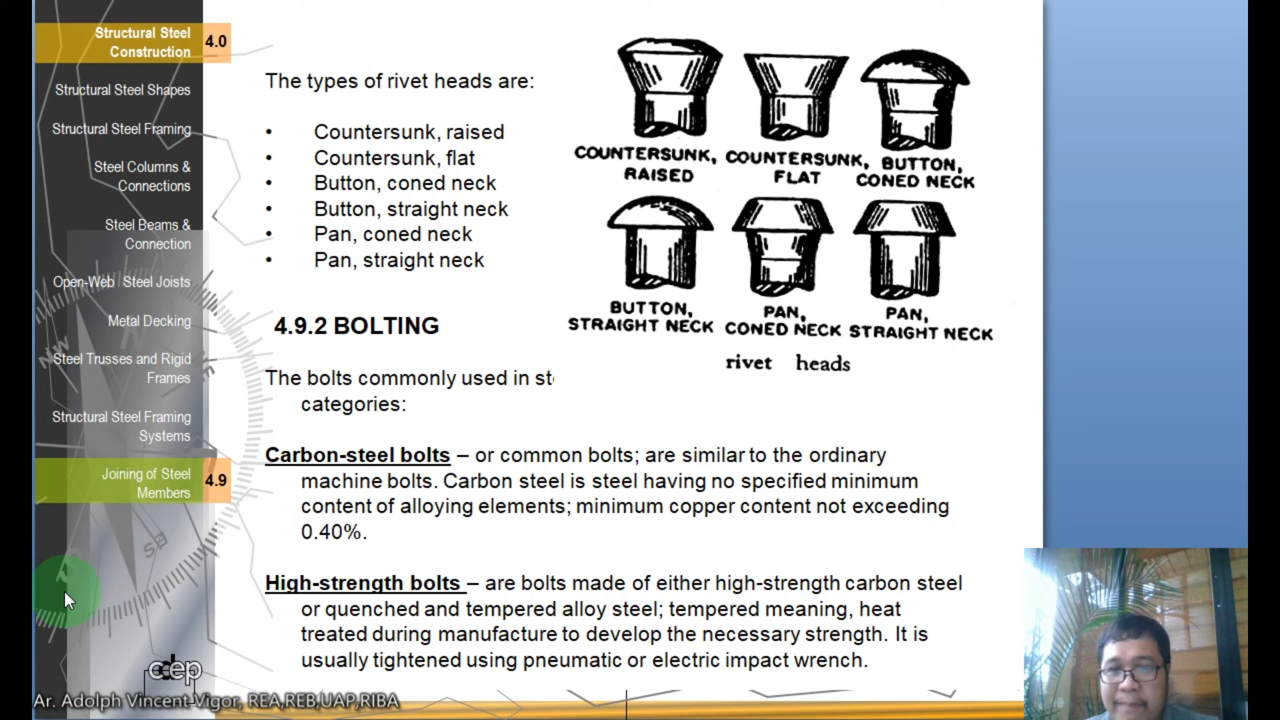 Structural Steel
Construction
4.0
Structural Steel Shapes
Structural Steel Framing
Steel Columns &
Connections
Steel Beams &
Connection
Open-Web Steel Joists
Metal Decking
Steel Trusses and Rigid
Frames
Structural Steel Framing
Systems
Joining of Steel
Members
4.9
The types of rivet heads are:
• Countersunk, raised
• Countersunk, flat
• Button, coned neck
• Button, straight neck
• Pan, coned neck
• Pan, straight neck
COUNTERSUNK,
RAISED
COUNTERSUNK,
FLAT
BUTTON,
CONED NECK
BUTTON,
STRAIGHT NECK
PAN,
CONED NECK
PAN,
STRAIGHT NECK
rivet heads
4.9.2 BOLTING
The bolts commonly used in
categories:
Carbon-steel bolts – or common bolts; are similar to the ordinary
machine bolts. Carbon steel is steel having no specified minimum
content of alloying elements; minimum copper content not exceeding
0.40%.
High-strength bolts – are bolts made of either high-strength carbon steel
or quenched and tempered alloy steel; tempered meaning, heat
treated during manufacture to develop the necessary strength. It is
usually tightened using pneumatic or electric impact wrench.
NW
Ar. Adolph Vincent Vigor, REA,REB,UAP,RIBA